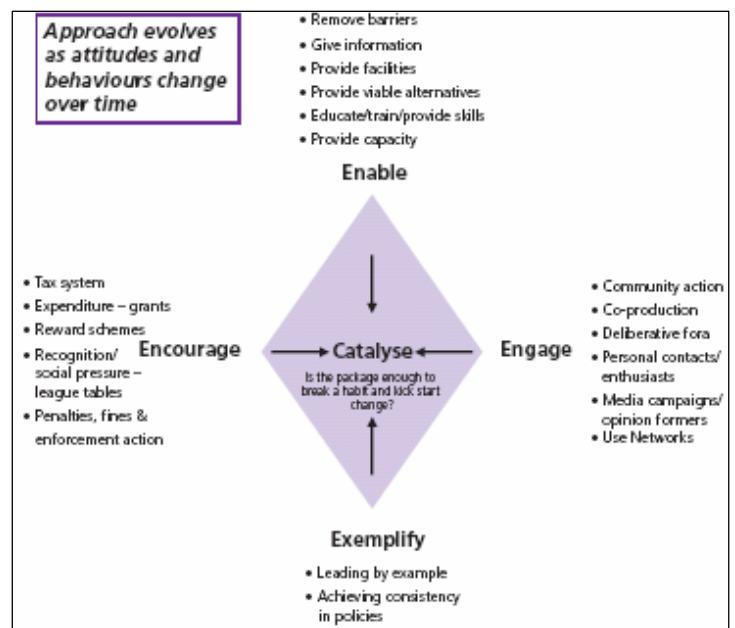 Approach evolves
as attitudes and
behaviours change
over time
• Remove barriers
• Give information
• Provide facilities
• Provide viable alternatives
• Educate/train/provide skills
• Provide capacity
Enable
• Tax system
• Expenditure – grants
• Reward schemes
• Recognition/
social pressure –
league tables
• Penalties, fines &
enforcement action
Encourage
Catalyse
Is the package enough to
break a habit and kick start
change?
Engage
• Community action
• Co-production
• Deliberative fora
• Personal contacts/
enthusiasts
• Media campaigns/
opinion formers
• Use Networks
Exemplify
• Leading by example
• Achieving consistency
in policies